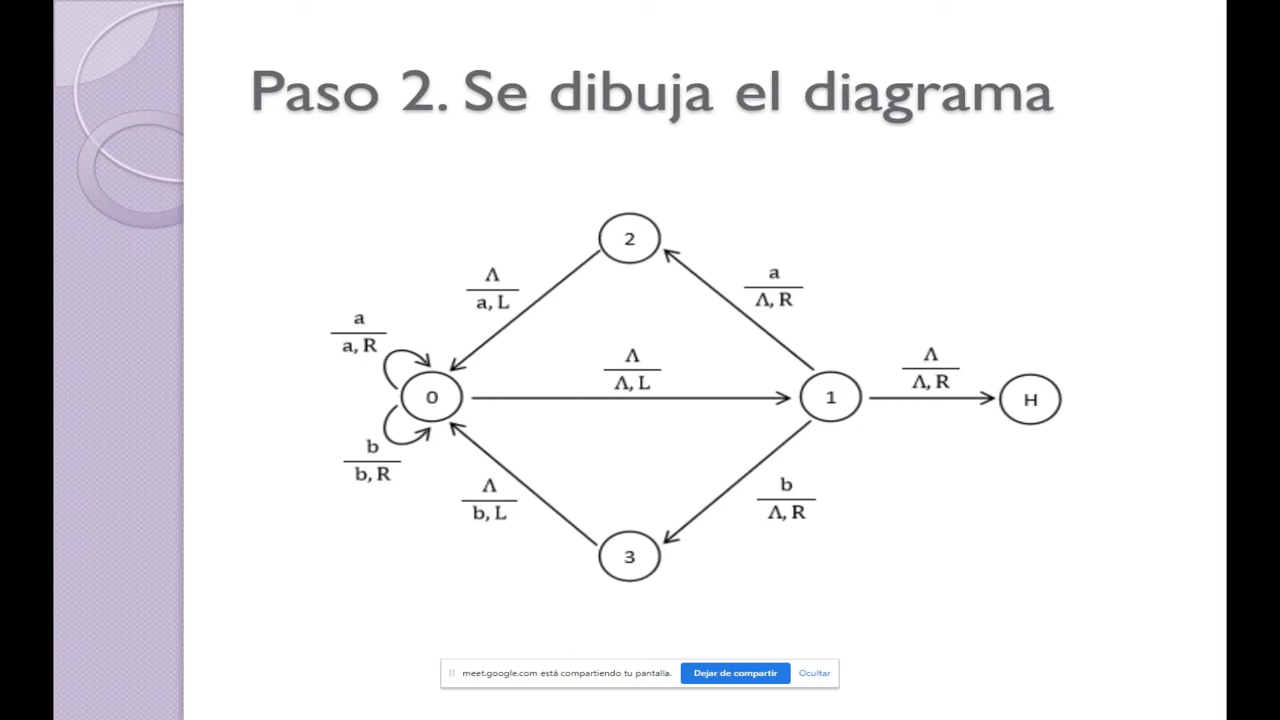 Paso 2. Se dibuja el diagrama
2
Λ
a, L
a
Λ, R
a
a, R
Λ
Λ, L
Λ
Λ, R
0
1
H
b
b, R
Λ
b, L
b
Λ, R
3
meet.google.com está compartiendo tu pantalla.
Dejar de compartir
Ocultar